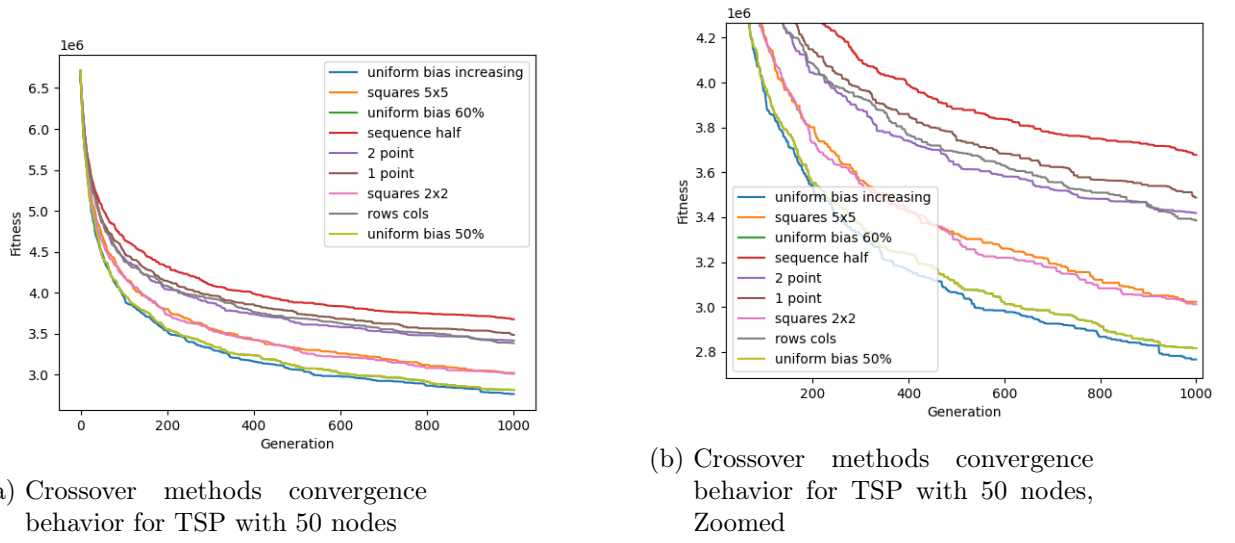 1e6
6.5
6.0
5.5
5.0
4.5
4.0
3.5
3.0
Fitness
0 200 400 600 800 1000
Generation
uniform bias increasing
squares 5x5
uniform bias 60%
sequence half
2 point
1 point
squares 2x2
rows cols
uniform bias 50%
a) Crossover methods convergence
behavior for TSP with 50 nodes
1e6
4.2
4.0
3.8
3.6
3.4
3.2
3.0
2.8
Fitness
200 400 600 800 1000
Generation
uniform bias increasing
squares 5x5
uniform bias 60%
sequence half
2 point
1 point
squares 2x2
rows cols
uniform bias 50%
(b) Crossover methods convergence
behavior for TSP with 50 nodes,
Zoomed